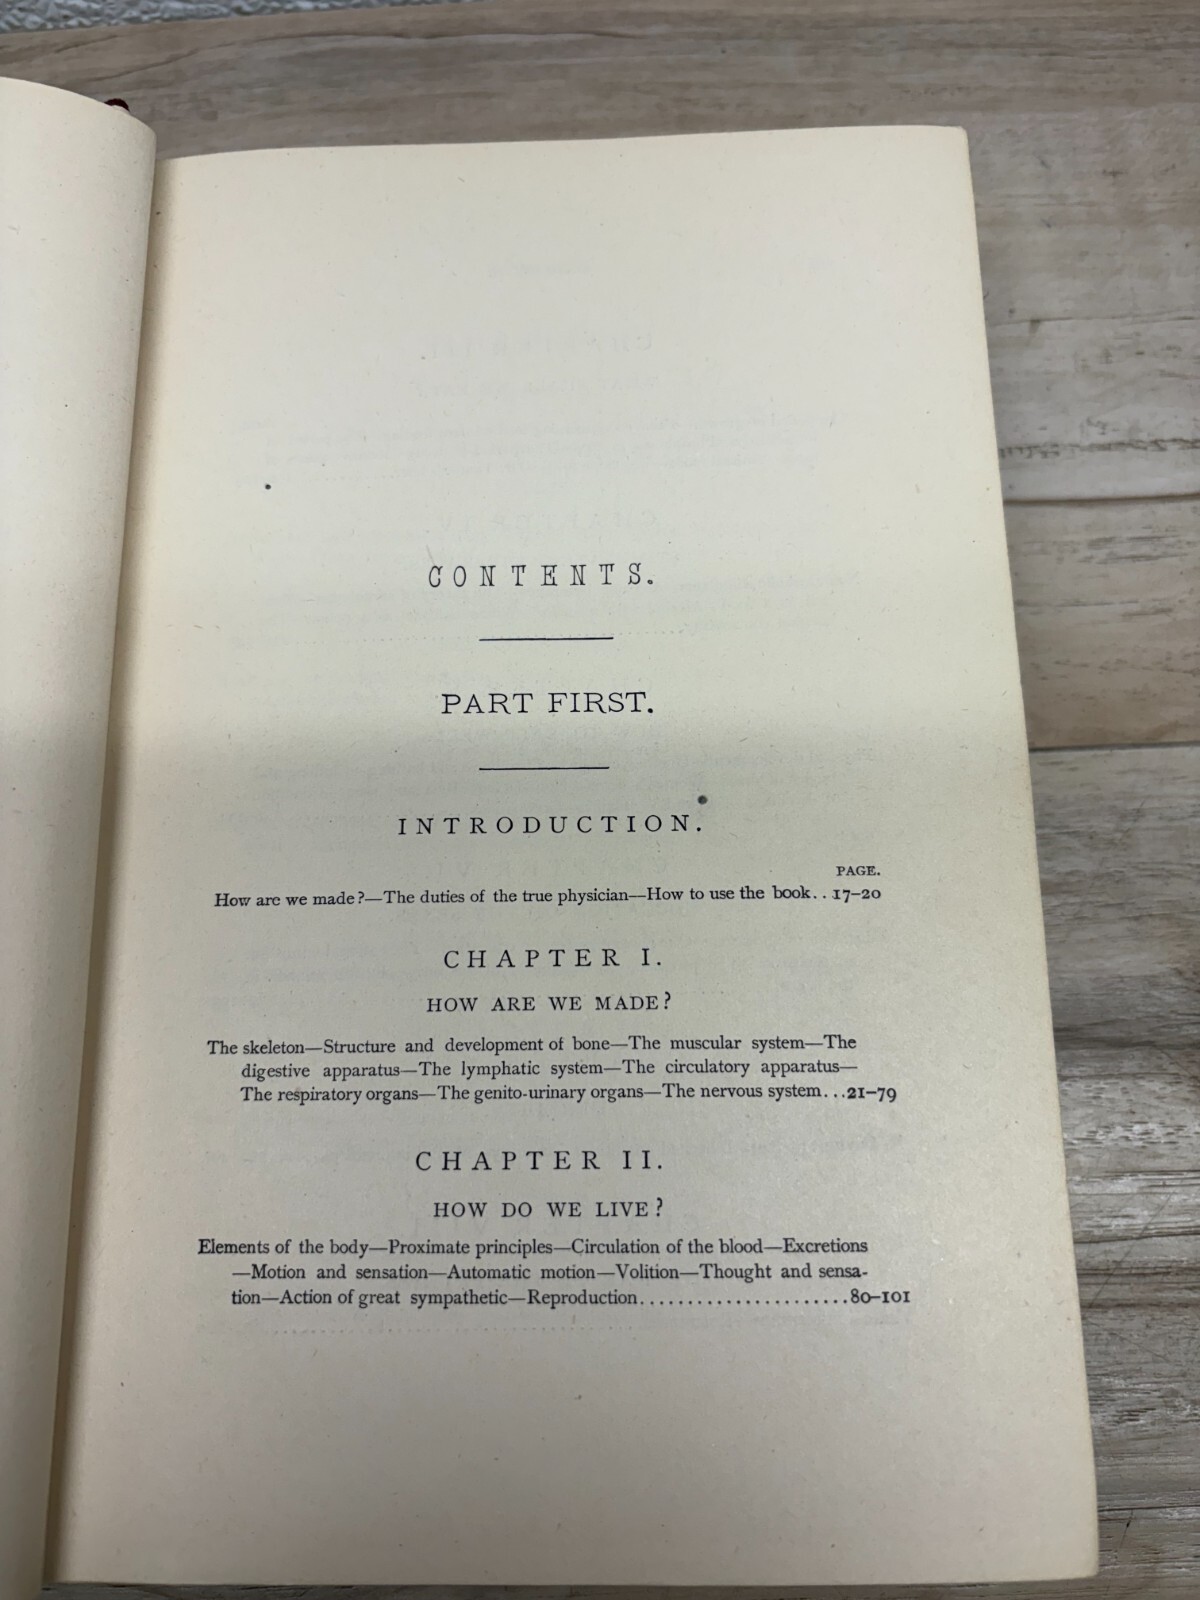 CONTENTS.
PART FIRST.
INTRODUCTION.
PAGE.
How are we made?—The duties of the true physician—How to use the book.. 17–20
CHAPTER I.
HOW ARE WE MADE?
The skeleton—Structure and development of bone—The muscular system—The
digestive apparatus—The lymphatic system—The circulatory apparatus—
The respiratory organs—The genito-urinary organs—The nervous system...21–79
CHAPTER II.
HOW DO WE LIVE?
Elements of the body—Proximate principles—Circulation of the blood—Excretions
—Motion and sensation—Automatic motion—Volition—Thought and sensa-
tion—Action of great sympathetic—Reproduction......................80–101